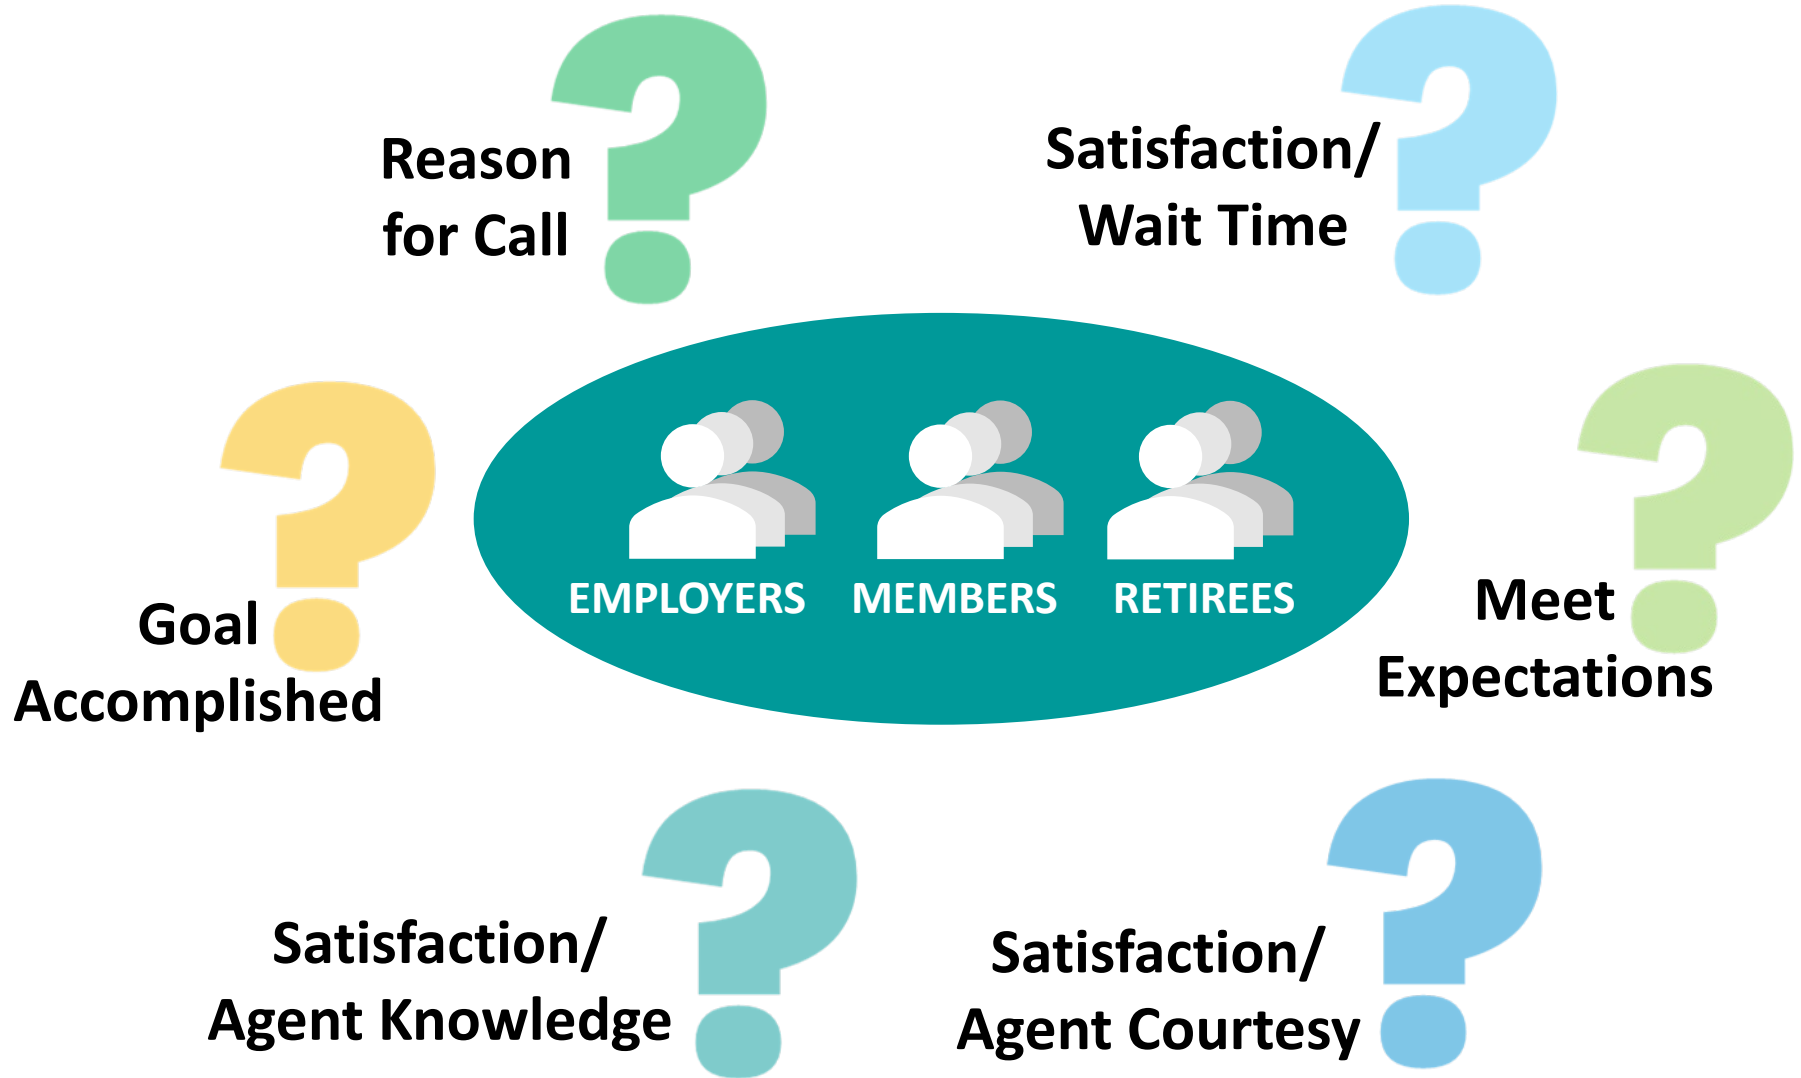 Reason
for Call
Satisfaction/
Wait Time
EMPLOYERS MEMBERS RETIREES
Goal
Accomplished
Meet
Expectations
Satisfaction/
Agent Knowledge
Satisfaction/
Agent Courtesy